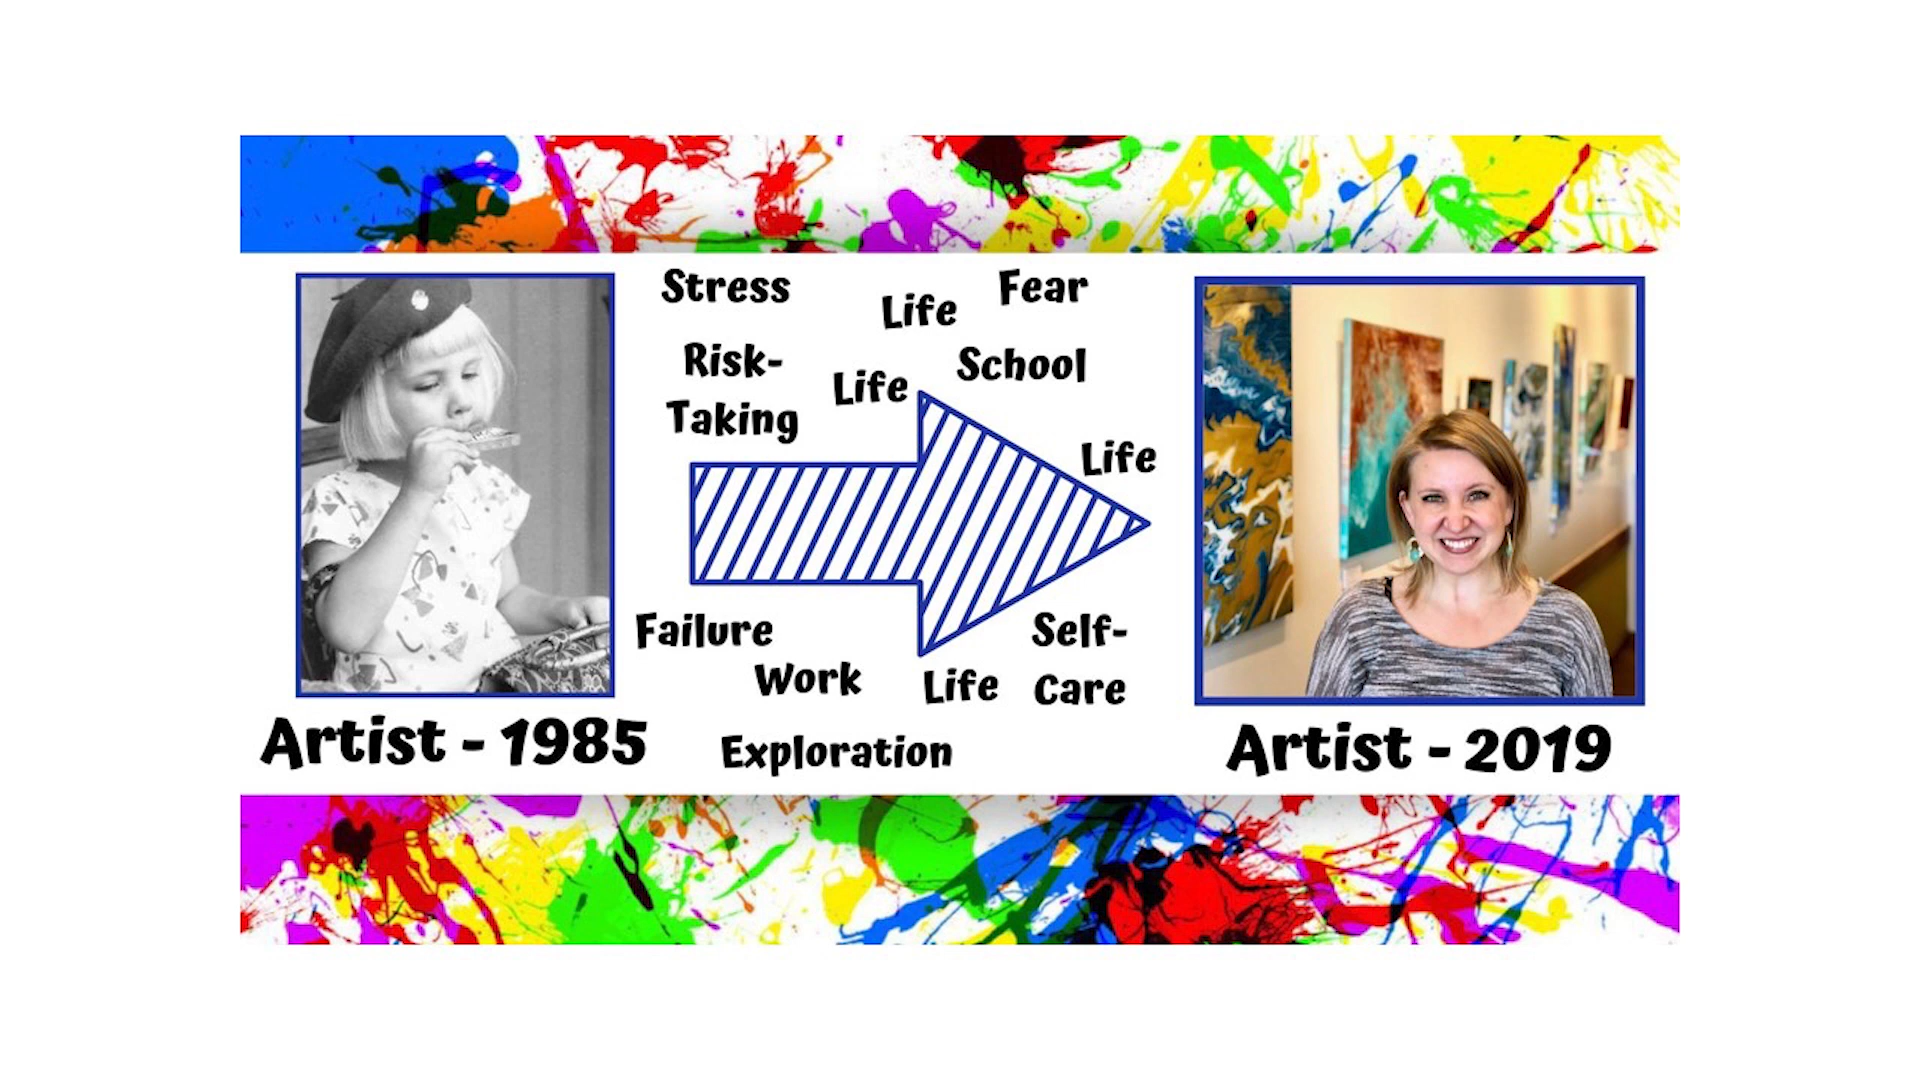 Stress
Life
Fear
Risk-
Taking
Life
School
Life
Failure
Work
Life
Self-
Care
Exploration
Artist - 1985
Artist - 2019